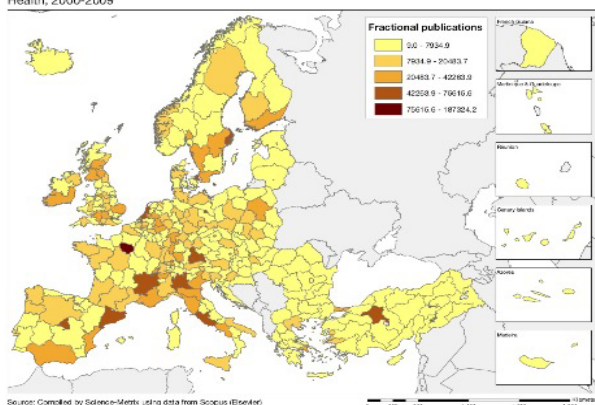 Health, 2000-2009
Fractional publications
0.0 - 7934.9
7934.9 - 20483.7
20483.7 - 42263.9
42263.9 - 75616.6
75616.6 - 187324.2
French Guiana
Martinique & Guadeloupe
Reunion
Canary Islands
Azores
Madeira
Source: Compiled by Science-Metrix using data from Scopus (Elsevier)